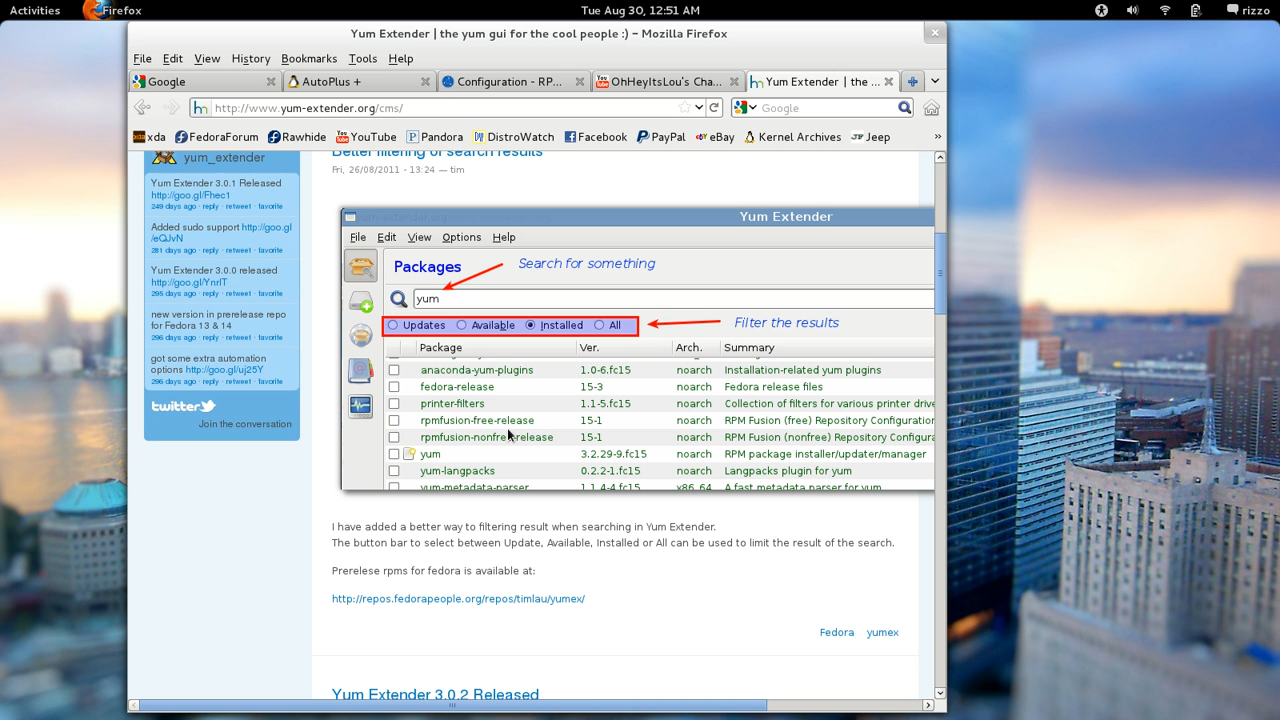 Activities
Firefox
Tue Aug 30, 12:51 AM
rizzo
Yum Extender | the yum gui for the cool people :) – Mozilla Firefox
File Edit View History Bookmarks Tools Help
Google
AutoPlus +
Configuration - RP...
OhHeyItsLou's Cha...
Yum Extender | the ...
http://www.yum-extender.org/cms/
Google
xda FedoraForum Rawhide YouTube Pandora DistroWatch Facebook PayPal eBay Kernel Archives Jeep »
yum_extender
Yum Extender 3.0.1 Released
http://goo.gl/Fhec1
249 days ago · reply · retweet · favorite
Added sudo support http://goo.gl
/eQJvN
281 days ago · reply · retweet · favorite
Yum Extender 3.0.0 released
http://goo.gl/YnrlT
295 days ago · reply · retweet · favorite
new version in prerelease repo
for Fedora 13 & 14
296 days ago · reply · retweet · favorite
got some extra automation
options http://goo.gl/uj25Y
296 days ago · reply · retweet · favorite
twitter
Join the conversation
Better filtering of search results
Fri, 26/08/2011 - 13:24 — tim
Yum Extender
File Edit View Options Help
Packages
Search for something
yum
Updates Available Installed All
Filter the results
Package Ver. Arch. Summary
anaconda-yum-plugins 1.0-6.fc15 noarch Installation-related yum plugins
fedora-release 15-3 noarch Fedora release files
printer-filters 1.1-5.fc15 noarch Collection of filters for various printer drive
rpmfusion-free-release 15-1 noarch RPM Fusion (free) Repository Configuration
rpmfusion-nonfree-release 15-1 noarch RPM Fusion (nonfree) Repository Configura
yum 3.2.29-9.fc15 noarch RPM package installer/updater/manager
yum-langpacks 0.2.2-1.fc15 noarch Langpacks plugin for yum
yum-metadata-parser 1.1.4-4.fc15 x86_64 A fast metadata parser for yum
I have added a better way to filtering result when searching in Yum Extender.
The button bar to select between Update, Available, Installed or All can be used to limit the result of the search.
Prerelese rpms for fedora is available at:
http://repos.fedorapeople.org/repos/timlau/yumex/
Fedora yumex
Yum Extender 3.0.2 Released